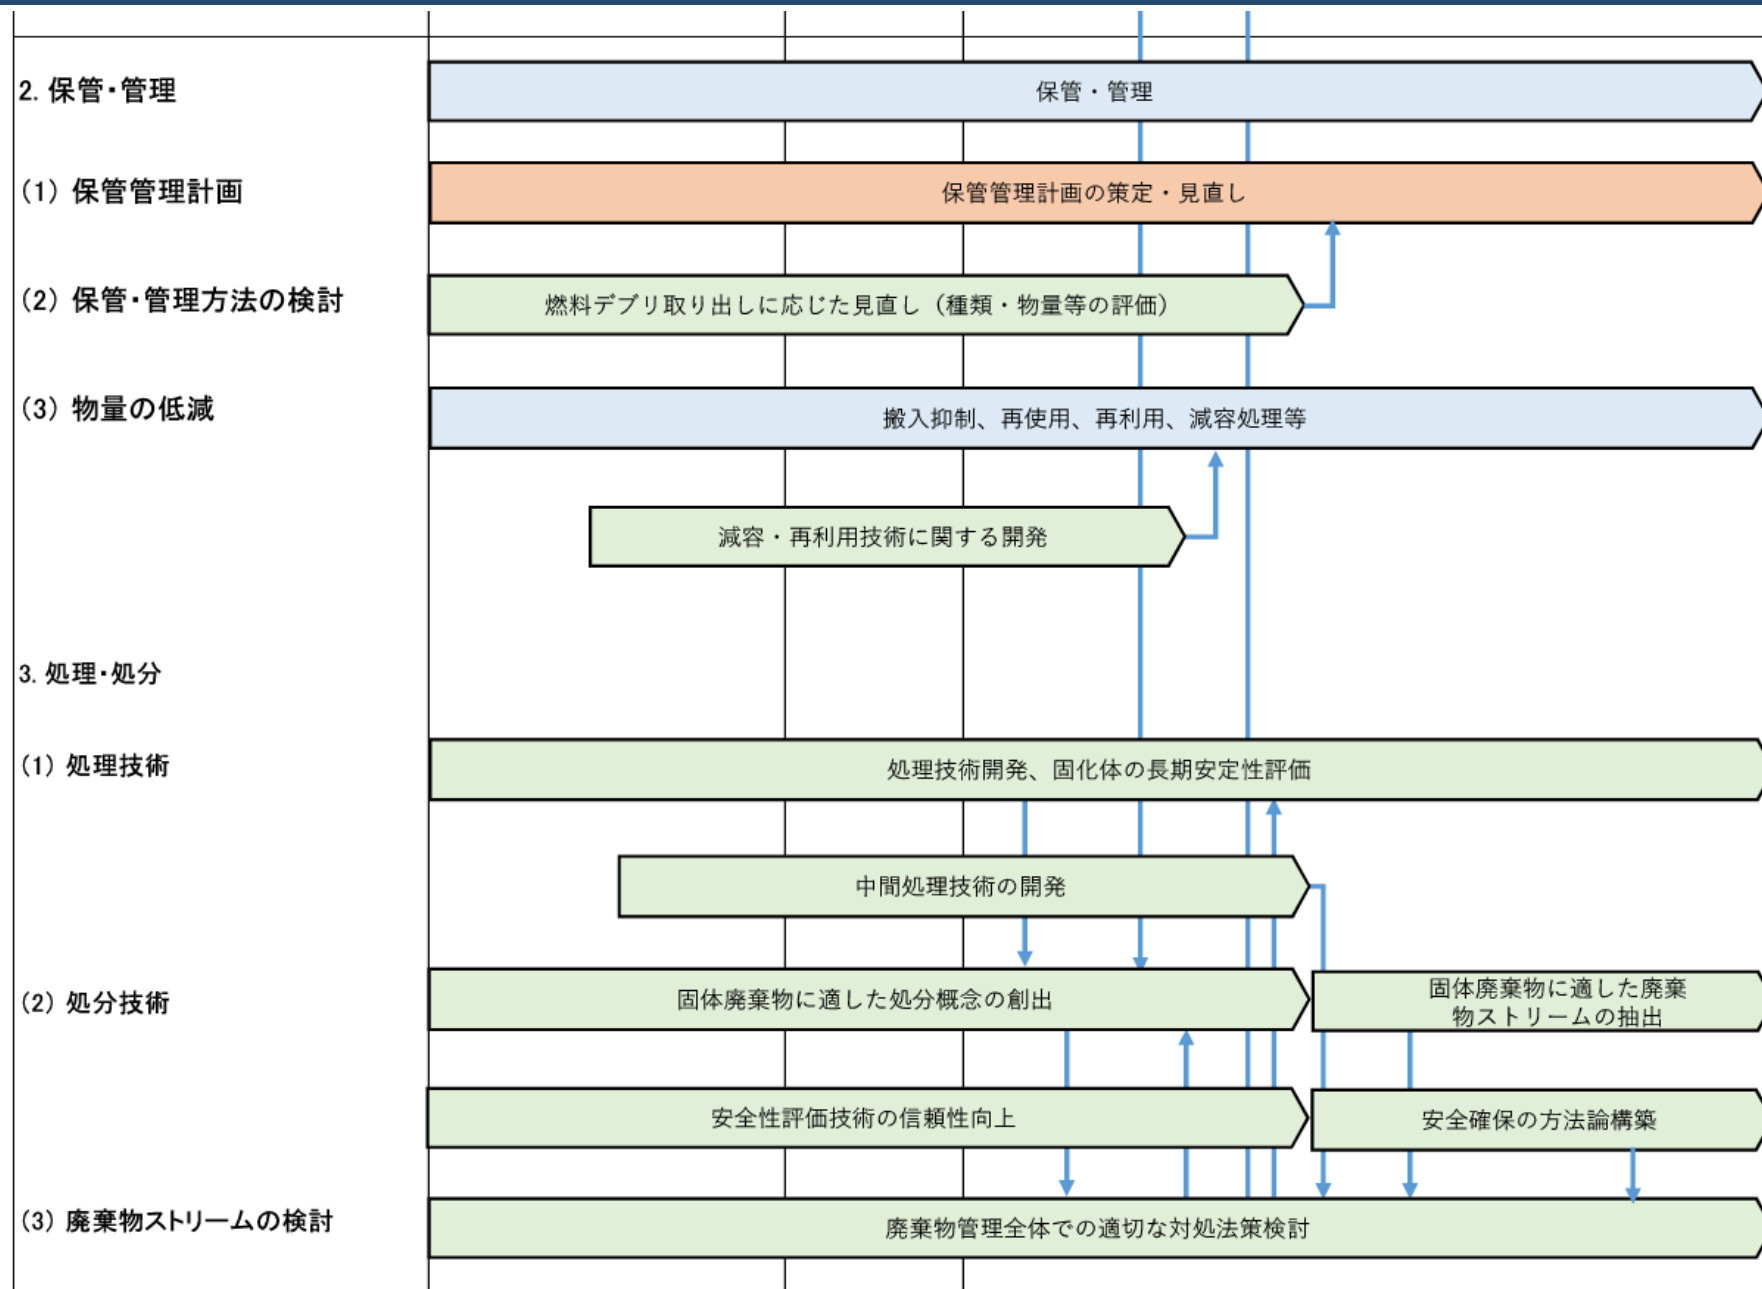 2. 保管・管理
保管・管理
(1) 保管管理計画
保管管理計画の策定・見直し
(2) 保管・管理方法の検討
燃料デブリ取り出しに応じた見直し（種類・物量等の評価）
(3) 物量の低減
搬入抑制、再使用、再利用、減容処理等
減容・再利用技術に関する開発
3. 処理・処分
(1) 処理技術
処理技術開発、固化体の長期安定性評価
中間処理技術の開発
(2) 処分技術
固体廃棄物に適した処分概念の創出
固体廃棄物に適した廃棄
物ストリームの抽出
安全性評価技術の信頼性向上
安全確保の方法論構築
(3) 廃棄物ストリームの検討
廃棄物管理全体での適切な対処法策検討